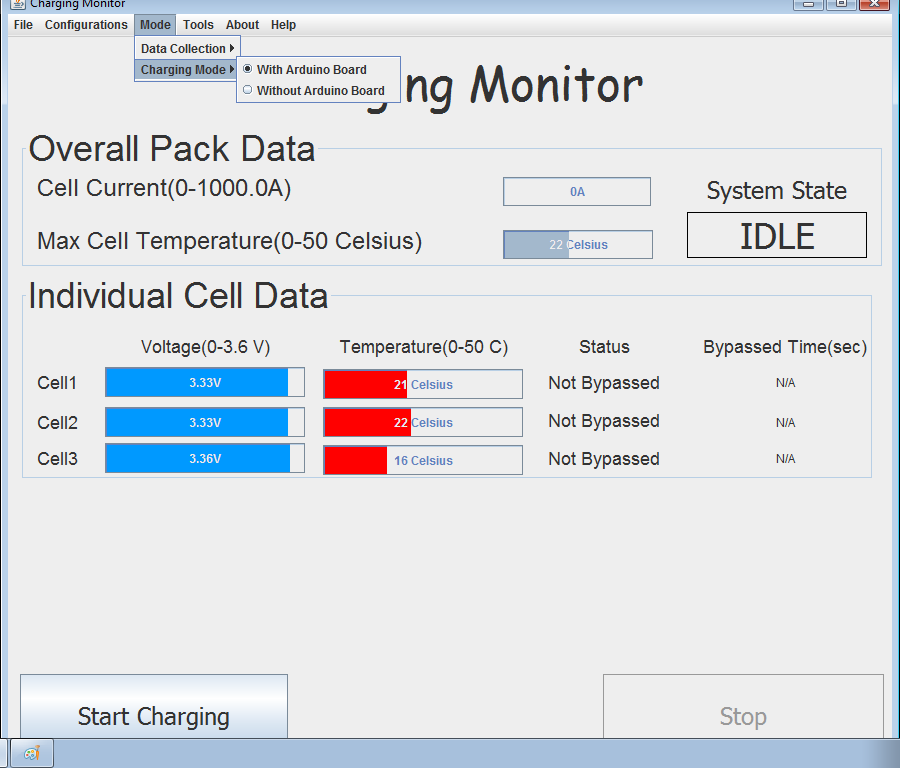 Charging Monitor
File Configurations Mode Tools About Help
Data Collection
Charging Mode
With Arduino Board
Without Arduino Board
ng Monitor
Overall Pack Data
Cell Current(0-1000.0A)
0A
System State
Max Cell Temperature(0-50 Celsius)
22 Celsius
IDLE
Individual Cell Data
Voltage(0-3.6 V) Temperature(0-50 C) Status Bypassed Time(sec)
Cell1 3.33V 21 Celsius Not Bypassed N/A
Cell2 3.33V 22 Celsius Not Bypassed N/A
Cell3 3.36V 16 Celsius Not Bypassed N/A
Start Charging Stop